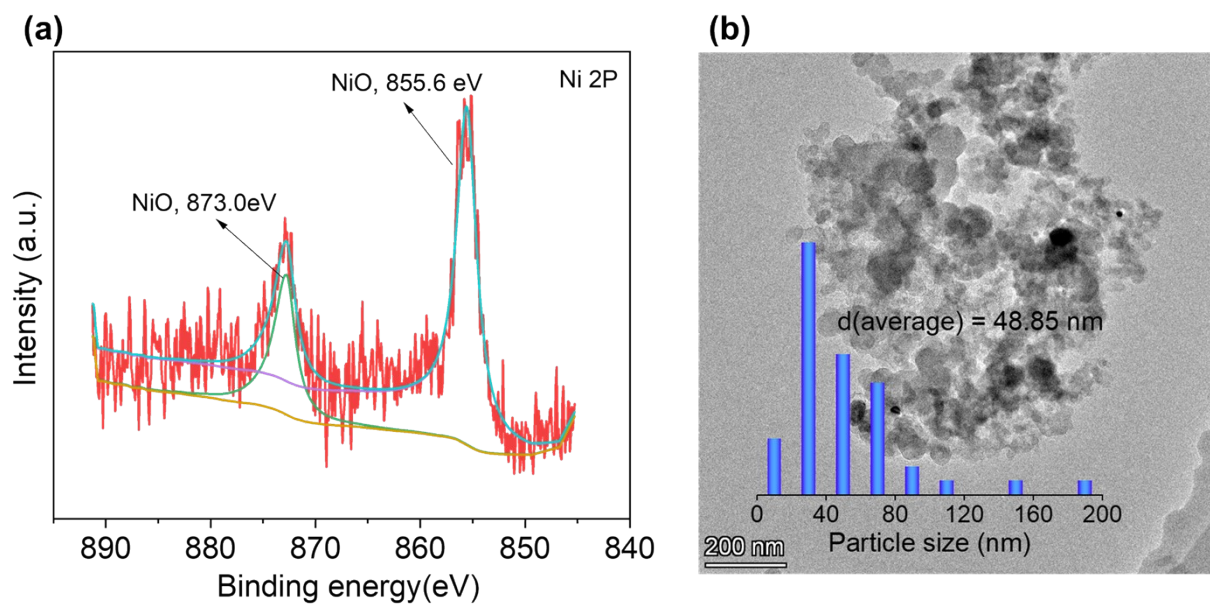 (a)
Ni 2P
NiO, 855.6 eV
NiO, 873.0eV
Intensity (a.u.)
890 880 870 860 850 840
Binding energy(eV)
(b)
d(average) = 48.85 nm
0 40 80 120 160 200
Particle size (nm)
200 nm